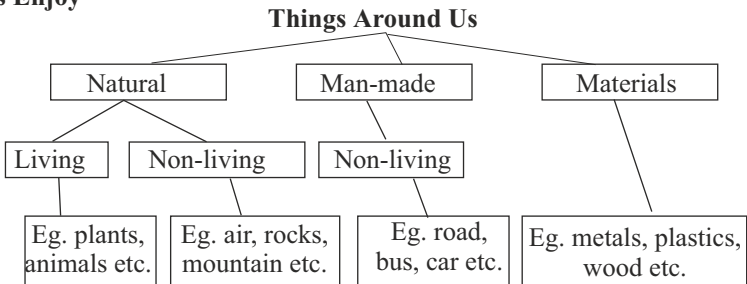 s Enjoy
Things Around Us
Natural
Man-made
Materials
Living
Non-living
Non-living
Eg. plants,
animals etc.
Eg. air, rocks,
mountain etc.
Eg. road,
bus, car etc.
Eg. metals, plastics,
wood etc.